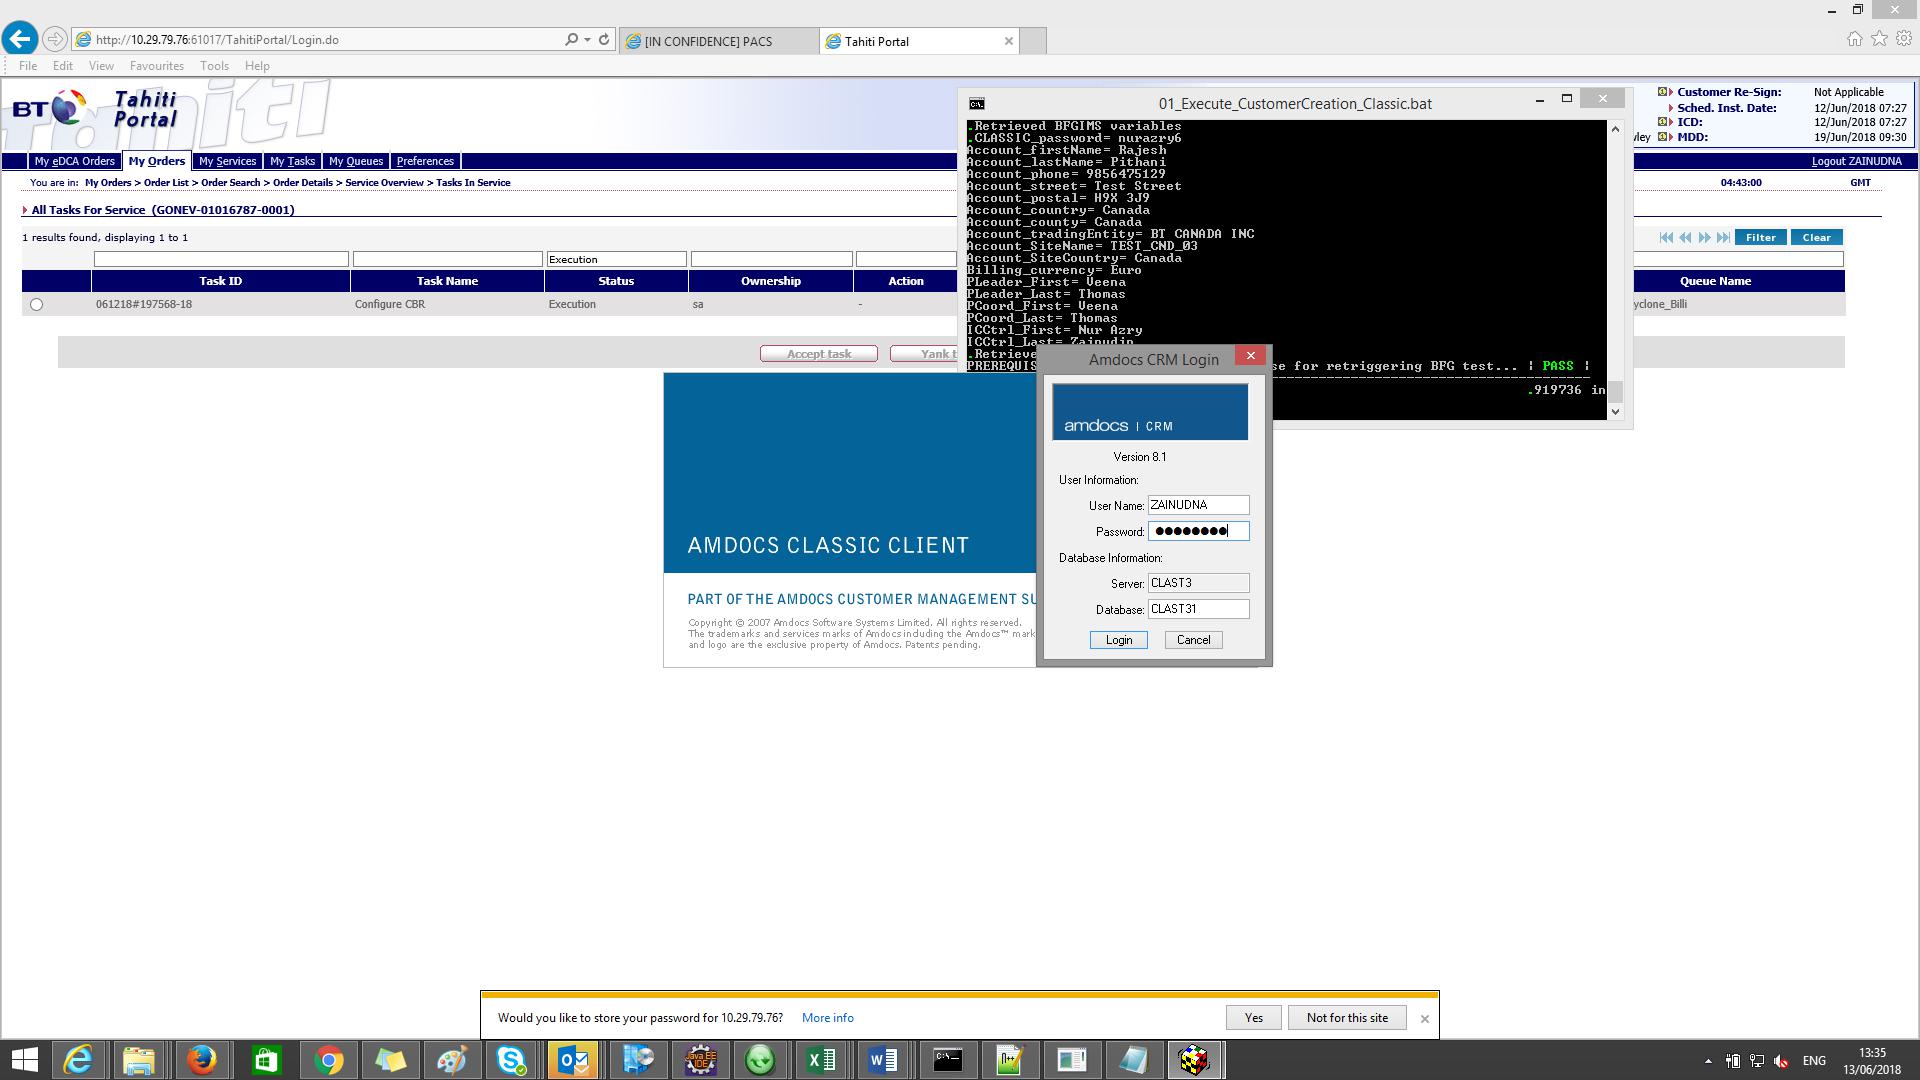 http://10.29.79.76:61017/TahitiPortal/Login.do
[IN CONFIDENCE] PACS
Tahiti Portal
File Edit View Favourites Tools Help
BT
Tahiti
Portal
Customer Re-Sign: Not Applicable
Sched. Inst. Date: 12/Jun/2018 07:27
ICD: 12/Jun/2018 07:27
MDD: 19/Jun/2018 09:30
My eDCA Orders My Orders My Services My Tasks My Queues Preferences
Logout ZAINUDNA
You are in: My Orders > Order List > Order Search > Order Details > Service Overview > Tasks In Service
04:43:00 GMT
All Tasks For Service (GONEV-01016787-0001)
1 results found, displaying 1 to 1
Filter Clear
Execution
Task ID Task Name Status Ownership Action Queue Name
061218#197568-18 Configure CBR Execution sa - yclone_Billi
Accept task Yank t
01_Execute_CustomerCreation_Classic.bat
.Retrieved BFGIMS variables
.CLASSIC_password= nurazry6
Account_firstName= Rajesh
Account_lastName= Pithani
Account_phone= 9856475129
Account_street= Test Street
Account_postal= H9X 3J9
Account_country= Canada
Account_county= Canada
Account_tradingEntity= BT CANADA INC
Account_SiteName= TEST_CND_03
Account_SiteCountry= Canada
Billing_currency= Euro
PLeader_First= Veena
PLeader_Last= Thomas
PCoord_First= Veena
PCoord_Last= Thomas
ICCtrl_First= Nur Azry
ICCtrl_Last= Zainudin
.Retrieve
PREREQUIS se for retriggering BFG test... | PASS |
.919736 in
Amdocs CRM Login
amdocs | CRM
Version 8.1
User Information:
User Name: ZAINUDNA
Password: ●●●●●●●●
Database Information:
Server: CLAST3
Database: CLAST31
Login Cancel
AMDOCS CLASSIC CLIENT
PART OF THE AMDOCS CUSTOMER MANAGEMENT SU
Copyright © 2007 Amdocs Software Systems Limited. All rights reserved.
The trademarks and services marks of Amdocs including the Amdocs™ mark
and logo are the exclusive property of Amdocs. Patents pending.
Would you like to store your password for 10.29.79.76? More info Yes Not for this site
ENG
13:35
13/06/2018